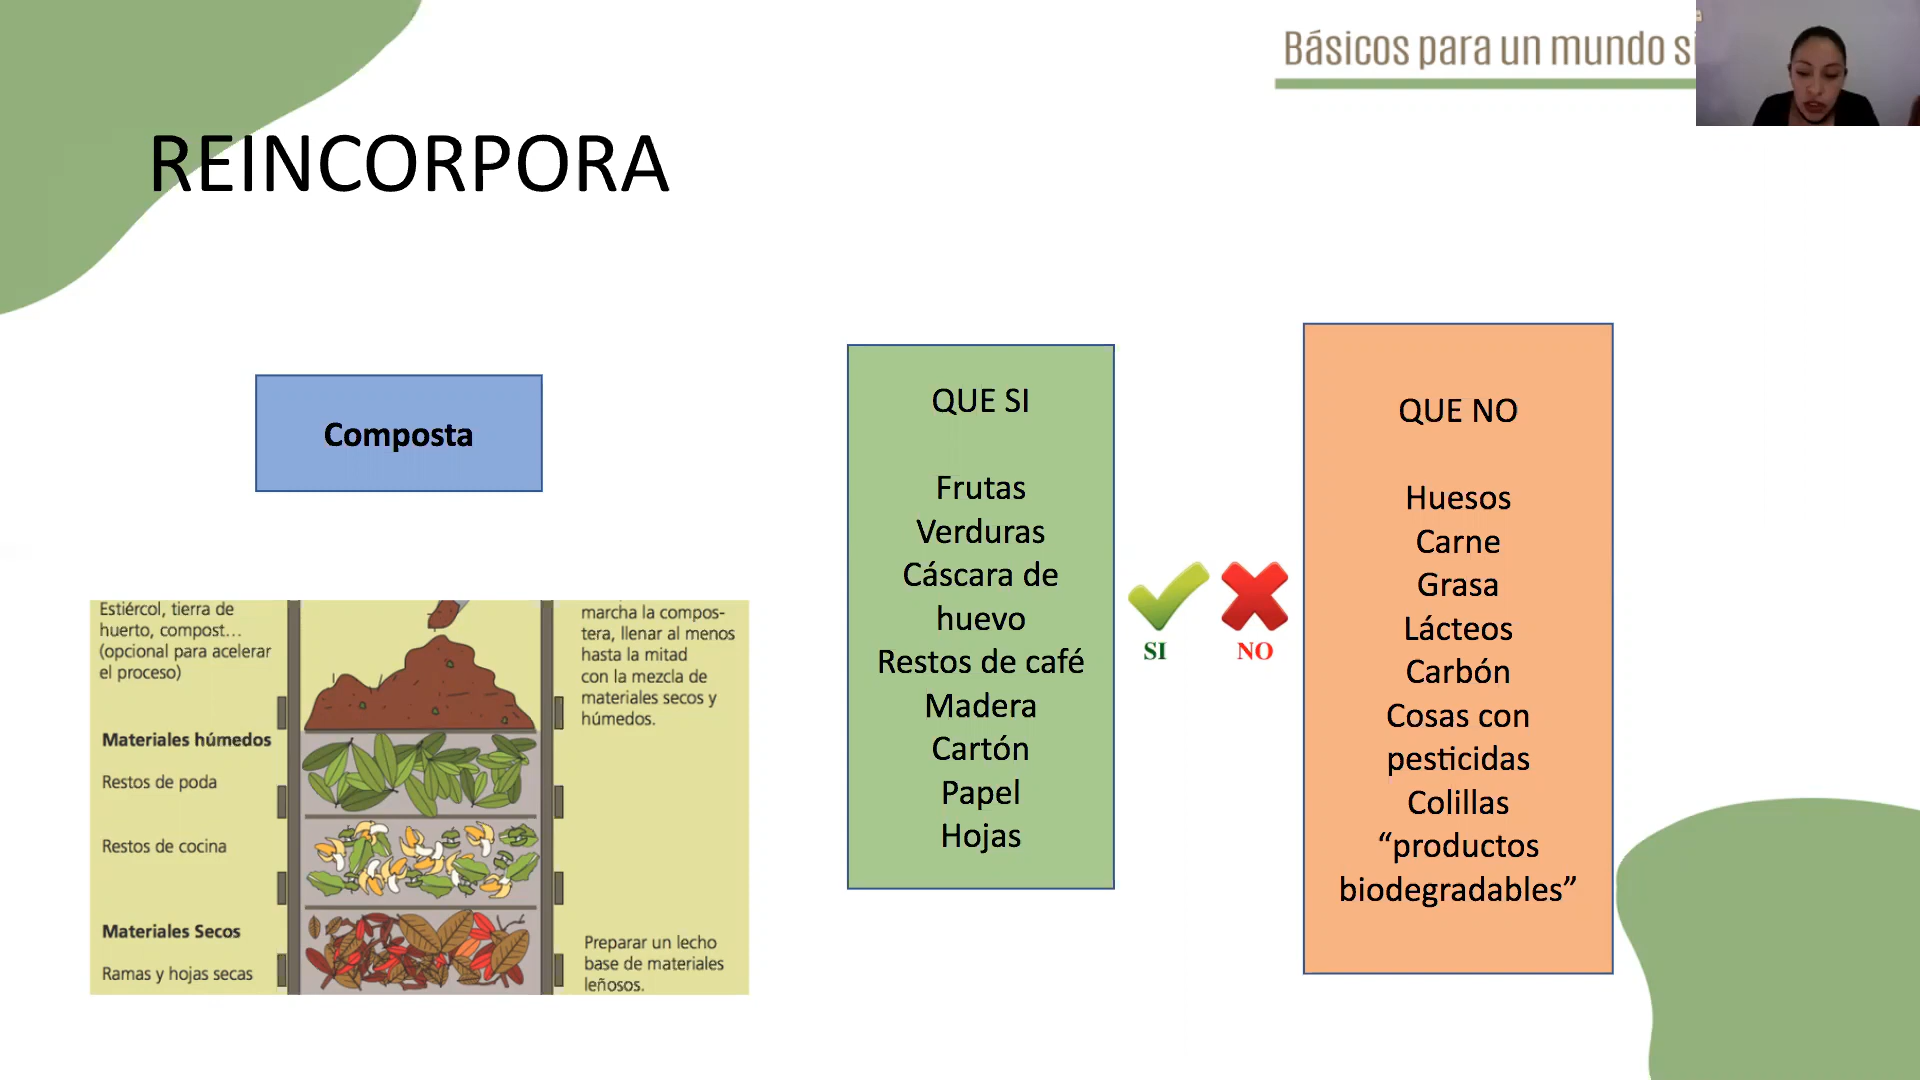 Básicos para un mundo
REINCORPORA
Composta
Estiércol, tierra de
huerto, compost...
(opcional para acelerar
el proceso)
Materiales húmedos
Restos de poda
Restos de cocina
Materiales Secos
Ramas y hojas secas
marcha la compos-
tera, llenar al menos
hasta la mitad
con la mezcla de
materiales secos y
húmedos.
Preparar un lecho
base de materiales
leñosos.
QUE SI
Frutas
Verduras
Cáscara de
huevo
Restos de café
Madera
Cartón
Papel
Hojas
SI
NO
QUE NO
Huesos
Carne
Grasa
Lácteos
Carbón
Cosas con
pesticidas
Colillas
“productos
biodegradables”